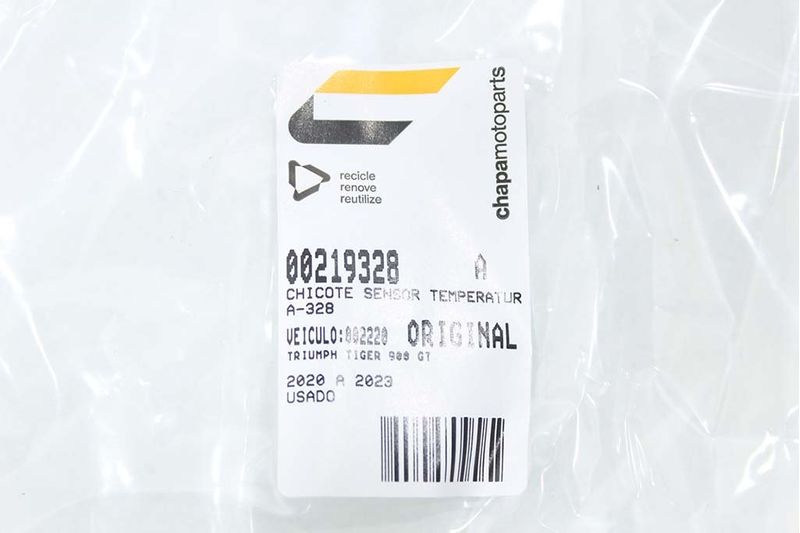 chapamotoparts
recicle
renove
reutilize
00219328 A
CHICOTE SENSOR TEMPERATUR
A-328
VEICULO:002220 ORIGINAL
TRIUMPH TIGER 900 GT
2020 A 2023
USADO